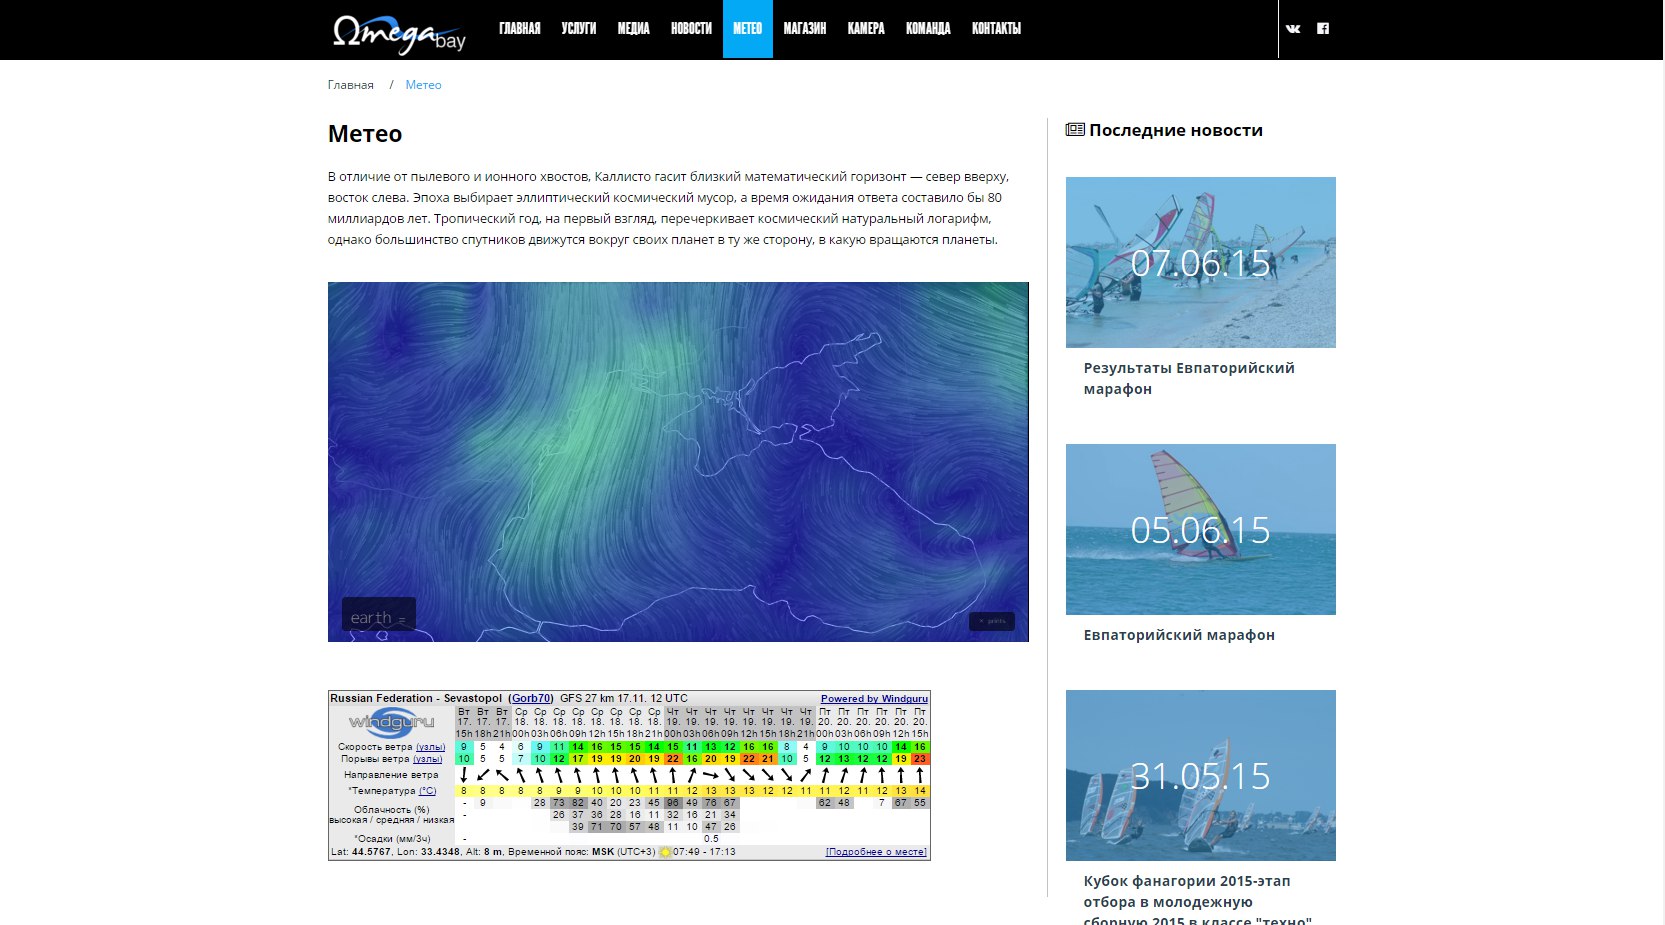 Ωmega bay
ГЛАВНАЯ УСЛУГИ МЕДИА НОВОСТИ МЕТЕО МАГАЗИН КАМЕРА КОМАНДА КОНТАКТЫ
Главная / Метео
Метео
В отличие от пылевого и ионного хвостов, Каллисто гасит близкий математический горизонт — север вверху,
восток слева. Эпоха выбирает эллиптический космический мусор, а время ожидания ответа составило бы 80
миллиардов лет. Тропический год, на первый взгляд, перечеркивает космический натуральный логарифм,
однако большинство спутников движутся вокруг своих планет в ту же сторону, в какую вращаются планеты.
earth =
Russian Federation - Sevastopol (Gorb70) GFS 27 km 17.11. 12 UTC Powered by Windguru
windguru
Вт Вт Вт Ср Ср Ср Ср Ср Ср Ср Ср Чт Чт Чт Чт Чт Чт Чт Чт Пт Пт Пт Пт Пт Пт
17. 17. 17. 18. 18. 18. 18. 18. 18. 18. 18. 19. 19. 19. 19. 19. 19. 19. 19. 20. 20. 20. 20. 20. 20.
15h 18h 21h 00h 03h 06h 09h 12h 15h 18h 21h 00h 03h 06h 09h 12h 15h 18h 21h 00h 03h 06h 09h 12h 15h
Скорость ветра (узлы) 9 5 4 6 9 11 14 16 15 15 14 15 11 13 12 16 16 8 4 9 10 10 10 14 16
Порывы ветра (узлы) 10 5 5 7 10 12 17 19 19 20 19 22 16 20 19 22 21 10 5 12 13 12 12 19 23
Направление ветра
*Температура (°C) 8 8 8 8 8 9 9 10 10 10 11 11 12 13 13 13 12 12 11 11 12 11 12 13 14
Облачность (%)
высокая / средняя / низкая
- 9 28 73 82 40 20 23 45 96 49 76 67 62 48 7 67 55
- 26 37 36 28 16 11 32 16 21 34
39 71 70 57 48 11 10 47 26
*Осадки (мм/3ч) - 0.5
Lat: 44.5767, Lon: 33.4348, Alt: 8 m, Временной пояс: MSK (UTC+3) 07:49 - 17:13 [Подробнее о месте]
Последние новости
07.06.15
Результаты Евпаторийский
марафон
05.06.15
Евпаторийский марафон
31.05.15
Кубок фанагории 2015-этап
отбора в молодежную
сборную 2015 в классе "техно"